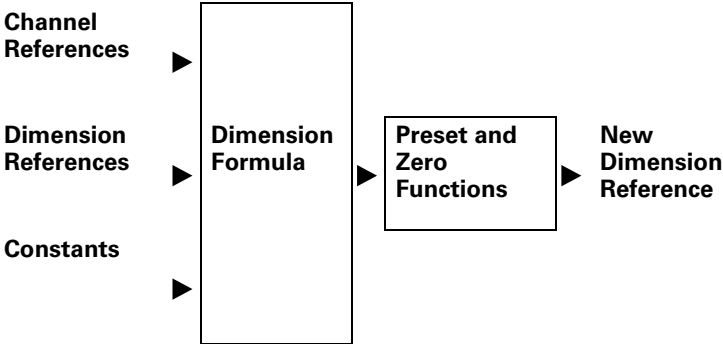 Channel
References
Dimension
References
Constants
Dimension
Formula
Preset and
Zero
Functions
New
Dimension
Reference